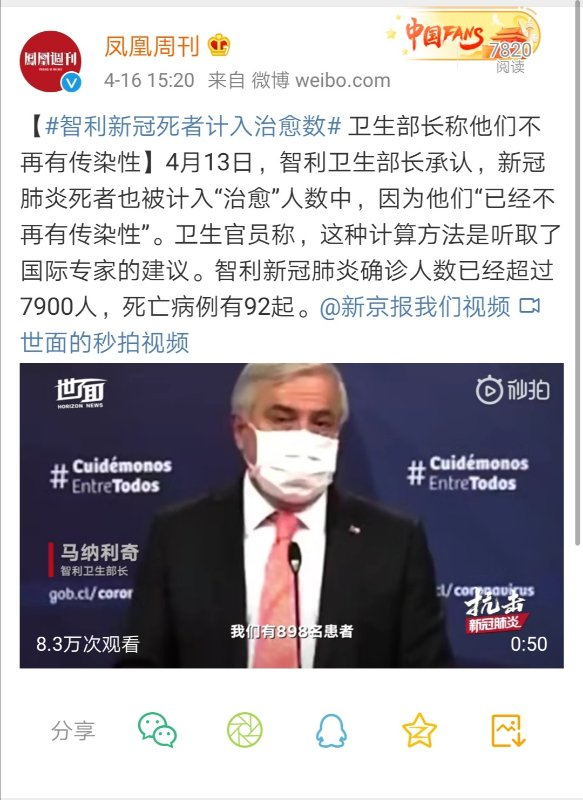 凤凰週刊
凤凰周刊
中国FANS
7820
阅读
4-16 15:20 来自 微博 weibo.com
【#智利新冠死者计入治愈数# 卫生部长称他们不
再有传染性】4月13日，智利卫生部长承认，新冠
肺炎死者也被计入“治愈”人数中，因为他们“已经不
再有传染性”。卫生官员称，这种计算方法是听取了
国际专家的建议。智利新冠肺炎确诊人数已经超过
7900人，死亡病例有92起。@新京报我们视频
世面的秒拍视频
世面
HORIZON NEWS
秒拍
#Cuidémonos
EntreTodos
#Cuidémonos
EntreTodos
马纳利奇
智利卫生部长
gob.cl/coron
.cl/coronavirus
抗击
新冠肺炎
我们有898名患者
8.3万次观看
0:50
分享